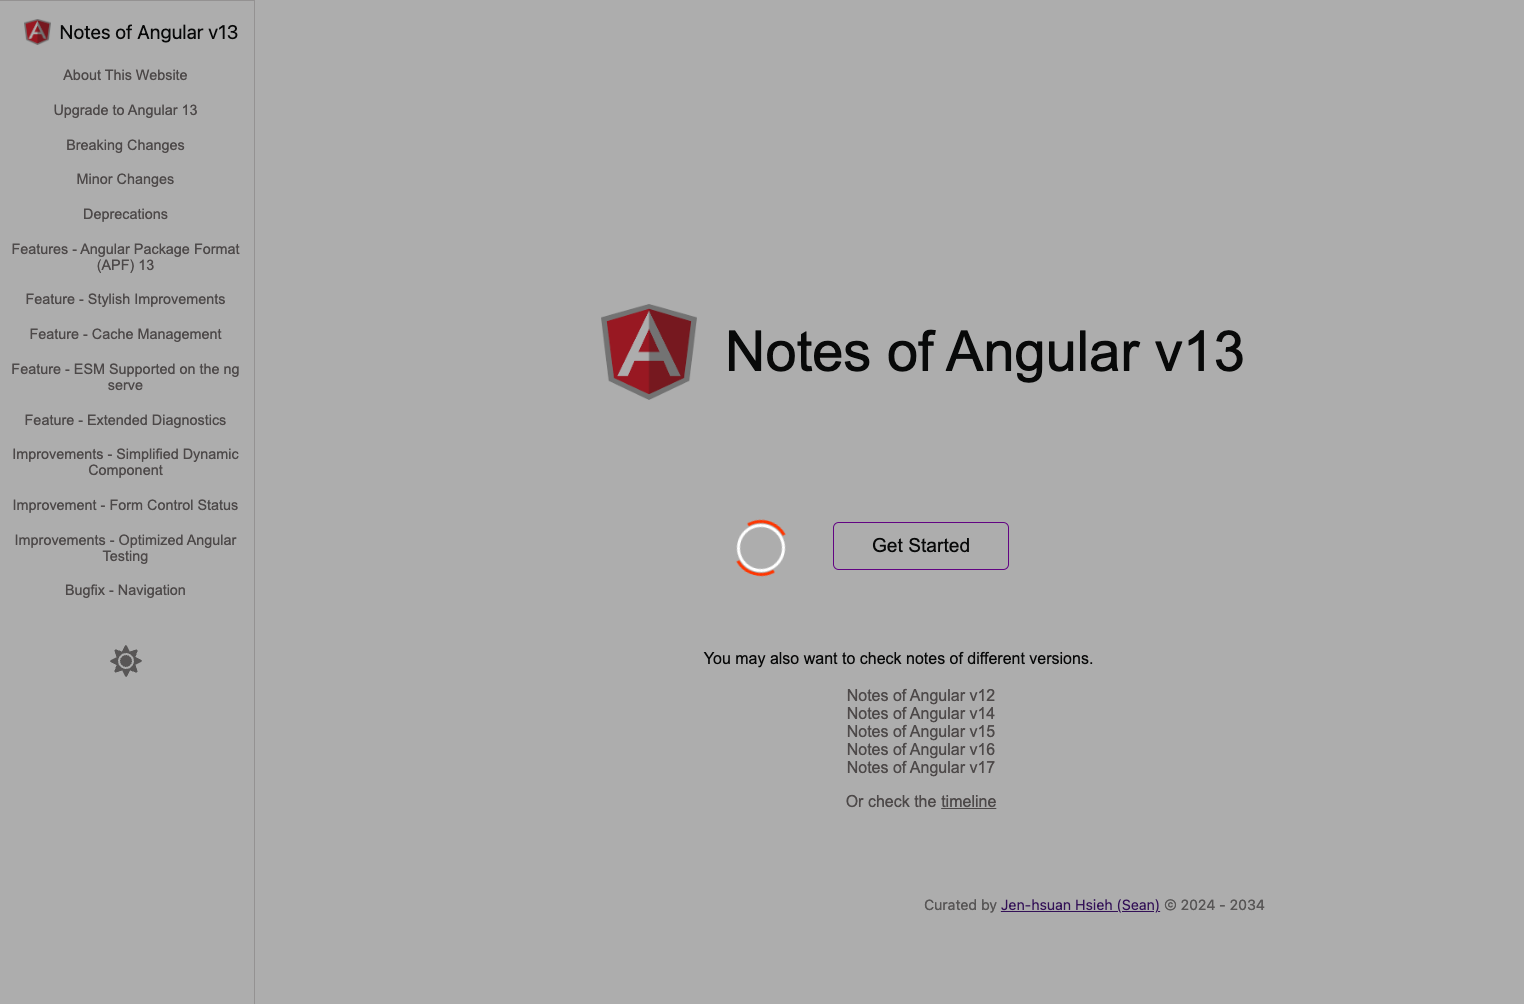 Notes of Angular v13
About This Website
Upgrade to Angular 13
Breaking Changes
Minor Changes
Deprecations
Features - Angular Package Format
(APF) 13
Feature - Stylish Improvements
Feature - Cache Management
Feature - ESM Supported on the ng
serve
Feature - Extended Diagnostics
Improvements - Simplified Dynamic
Component
Improvement - Form Control Status
Improvements - Optimized Angular
Testing
Bugfix - Navigation
Notes of Angular v13
Get Started
You may also want to check notes of different versions.
Notes of Angular v12
Notes of Angular v14
Notes of Angular v15
Notes of Angular v16
Notes of Angular v17
Or check the timeline
Curated by Jen-hsuan Hsieh (Sean) © 2024 - 2034